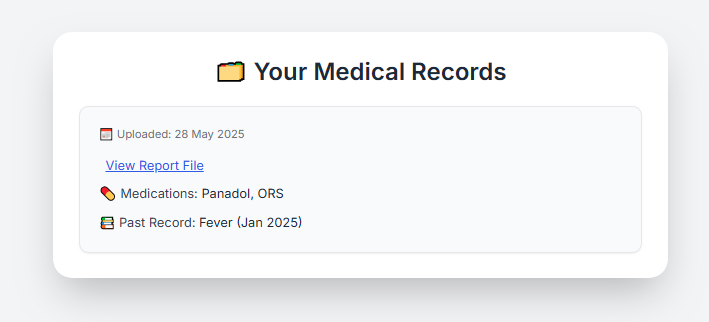 Your Medical Records
Uploaded: 28 May 2025
View Report File
Medications: Panadol, ORS
Past Record: Fever (Jan 2025)